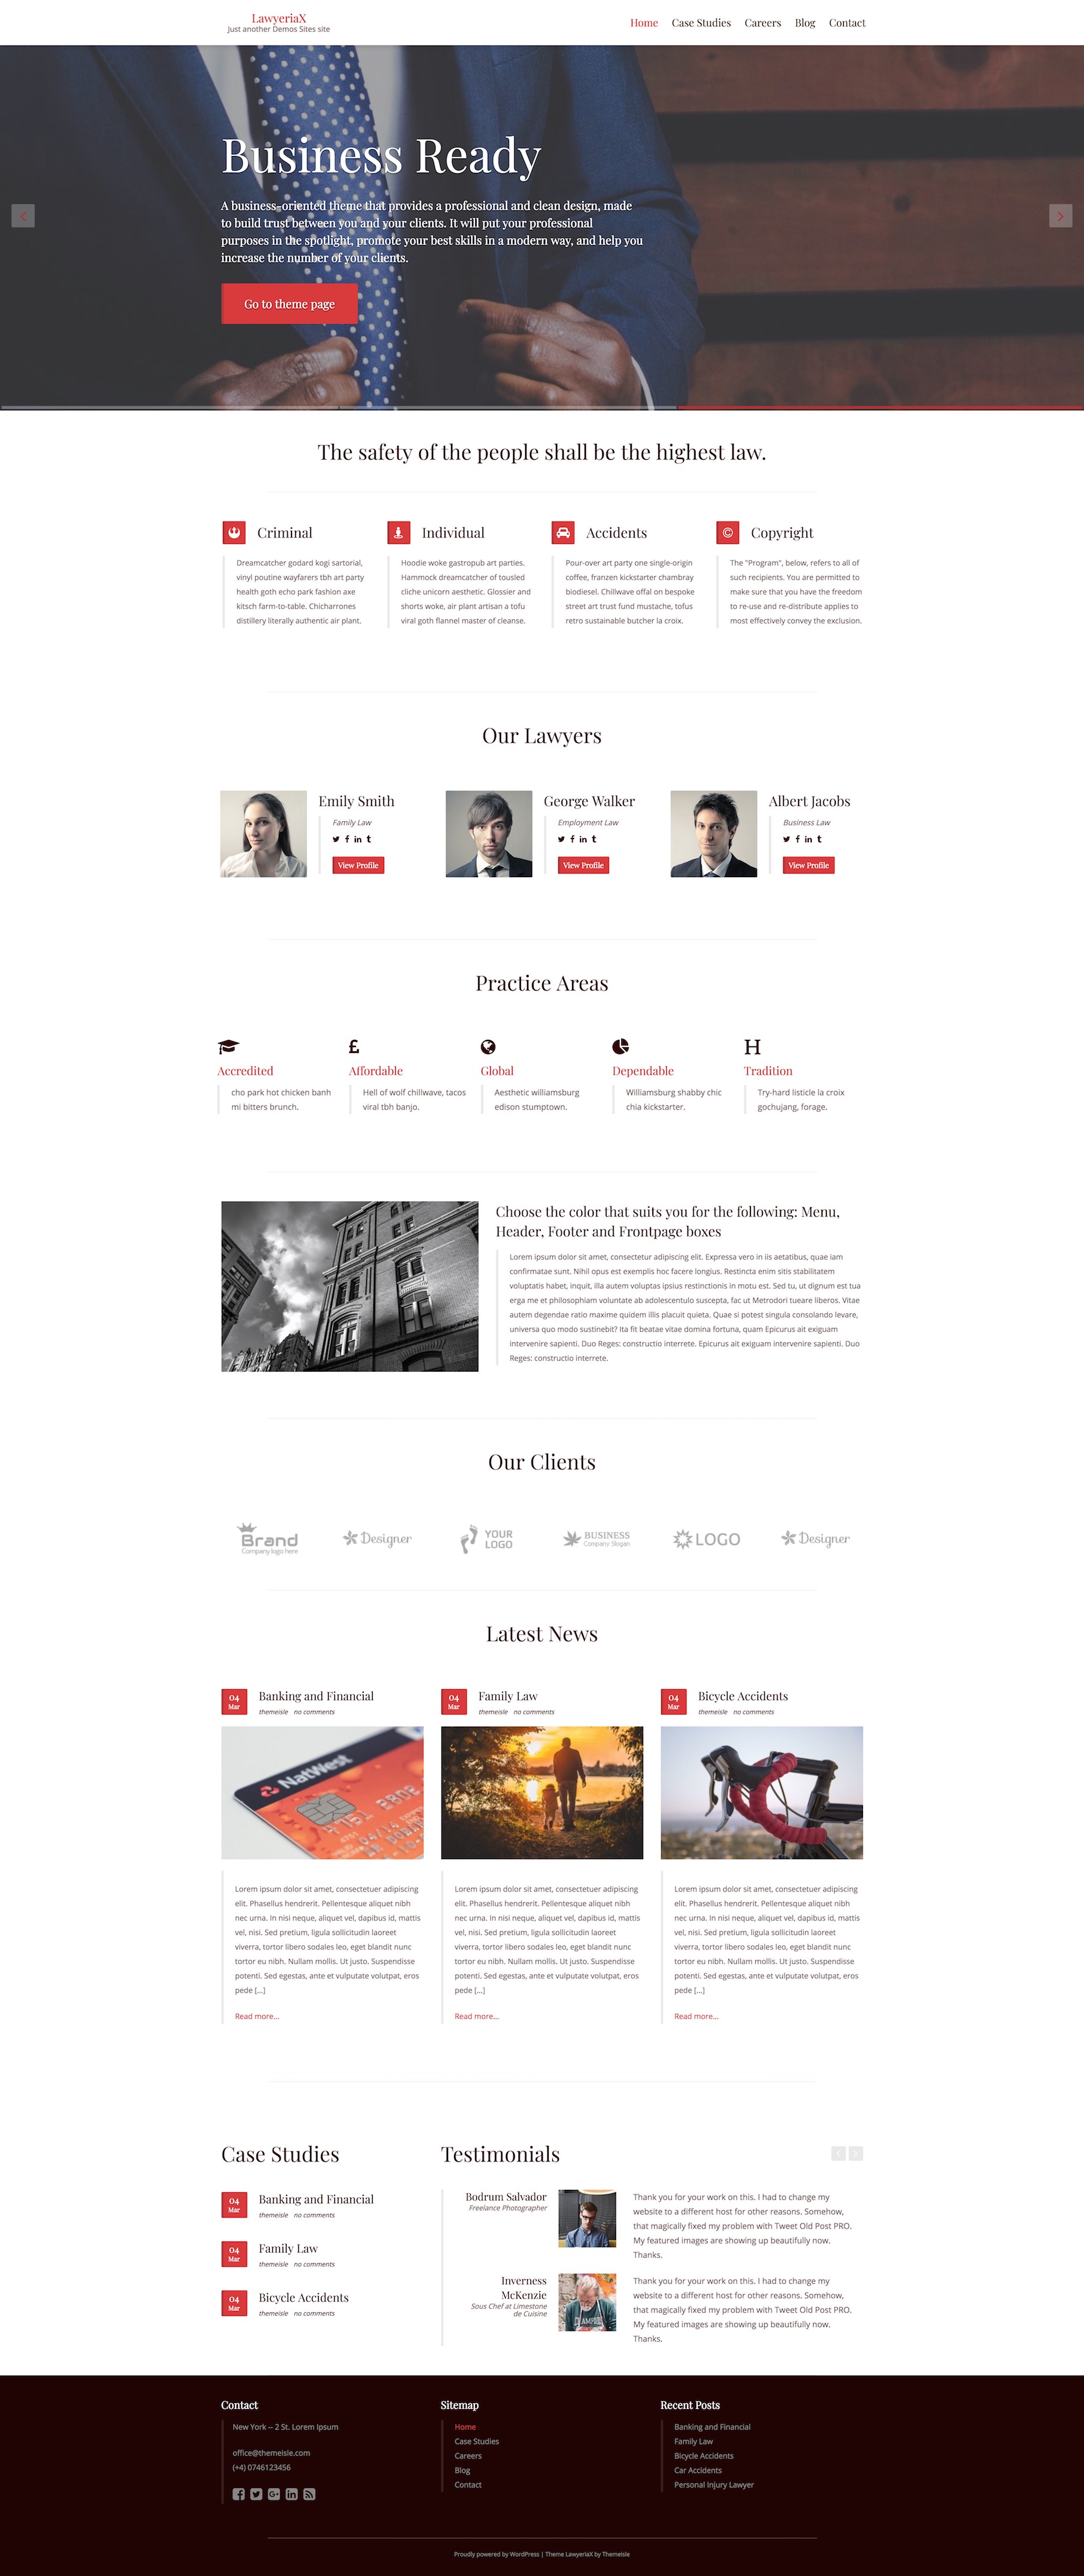 LawyeriaX
Just another Demos Sites site
Home Case Studies Careers Blog Contact
Business Ready
A business-oriented theme that provides a professional and clean design, made
to build trust between you and your clients. It will put your professional
purposes in the spotlight, promote your best skills in a modern way, and help you
increase the number of your clients.
Go to theme page
The safety of the people shall be the highest law.
Criminal
Dreamcatcher godard kogi sartorial,
vinyl poutine wayfarers tbh art party
health goth echo park fashion axe
kitsch farm-to-table. Chicharrones
distillery literally authentic air plant.
Individual
Hoodie woke gastropub art parties.
Hammock dreamcatcher of tousled
cliche unicorn aesthetic. Glossier and
shorts woke, air plant artisan a tofu
viral goth flannel master of cleanse.
Accidents
Pour-over art party one single-origin
coffee, franzen kickstarter chambray
biodiesel. Chillwave offal on bespoke
street art trust fund mustache, tofus
retro sustainable butcher la croix.
Copyright
The "Program", below, refers to all of
such recipients. You are permitted to
make sure that you have the freedom
to re-use and re-distribute applies to
most effectively convey the exclusion.
Our Lawyers
Emily Smith
Family Law
View Profile
George Walker
Employment Law
View Profile
Albert Jacobs
Business Law
View Profile
Practice Areas
Accredited
cho park hot chicken banh
mi bitters brunch.
£
Affordable
Hell of wolf chillwave, tacos
viral tbh banjo.
Global
Aesthetic williamsburg
edison stumptown.
Dependable
Williamsburg shabby chic
chia kickstarter.
H
Tradition
Try-hard listicle la croix
gochujang, forage.
Choose the color that suits you for the following: Menu,
Header, Footer and Frontpage boxes
Lorem ipsum dolor sit amet, consectetur adipiscing elit. Expressa vero in iis aetatibus, quae iam
confirmatae sunt. Nihil opus est exemplis hoc facere longius. Restincta enim sitis stabilitatem
voluptatis habet, inquit, illa autem voluptas ipsius restinctionis in motu est. Sed tu, ut dignum est tua
erga me et philosophiam voluntate ab adolescentulo suscepta, fac ut Metrodori tueare liberos. Vitae
autem degendae ratio maxime quidem illis placuit quieta. Quae si potest singula consolando levare,
universa quo modo sustinebit? Ita fit beatae vitae domina fortuna, quam Epicurus ait exiguam
intervenire sapienti. Duo Reges: constructio interrete. Epicurus ait exiguam intervenire sapienti. Duo
Reges: constructio interrete.
Our Clients
Brand
Company logo here
Designer
YOUR
LOGO
BUSINESS
Company Slogan
LOGO
Designer
Latest News
04
Mar
Banking and Financial
themeisle no comments
NatWest
Lorem ipsum dolor sit amet, consectetuer adipiscing
elit. Phasellus hendrerit. Pellentesque aliquet nibh
nec urna. In nisi neque, aliquet vel, dapibus id, mattis
vel, nisi. Sed pretium, ligula sollicitudin laoreet
viverra, tortor libero sodales leo, eget blandit nunc
tortor eu nibh. Nullam mollis. Ut justo. Suspendisse
potenti. Sed egestas, ante et vulputate volutpat, eros
pede [...]
Read more...
04
Mar
Family Law
themeisle no comments
Lorem ipsum dolor sit amet, consectetuer adipiscing
elit. Phasellus hendrerit. Pellentesque aliquet nibh
nec urna. In nisi neque, aliquet vel, dapibus id, mattis
vel, nisi. Sed pretium, ligula sollicitudin laoreet
viverra, tortor libero sodales leo, eget blandit nunc
tortor eu nibh. Nullam mollis. Ut justo. Suspendisse
potenti. Sed egestas, ante et vulputate volutpat, eros
pede [...]
Read more...
04
Mar
Bicycle Accidents
themeisle no comments
Lorem ipsum dolor sit amet, consectetuer adipiscing
elit. Phasellus hendrerit. Pellentesque aliquet nibh
nec urna. In nisi neque, aliquet vel, dapibus id, mattis
vel, nisi. Sed pretium, ligula sollicitudin laoreet
viverra, tortor libero sodales leo, eget blandit nunc
tortor eu nibh. Nullam mollis. Ut justo. Suspendisse
potenti. Sed egestas, ante et vulputate volutpat, eros
pede [...]
Read more...
Case Studies
04
Mar
Banking and Financial
themeisle no comments
04
Mar
Family Law
themeisle no comments
04
Mar
Bicycle Accidents
themeisle no comments
Testimonials
Bodrum Salvador
Freelance Photographer
Thank you for your work on this. I had to change my
website to a different host for other reasons. Somehow,
that magically fixed my problem with Tweet Old Post PRO.
My featured images are showing up beautifully now.
Thanks.
Inverness
McKenzie
Sous Chef at Limestone
de Cuisine
Thank you for your work on this. I had to change my
website to a different host for other reasons. Somehow,
that magically fixed my problem with Tweet Old Post PRO.
My featured images are showing up beautifully now.
Thanks.
Contact
New York -- 2 St. Lorem Ipsum
office@themeisle.com
(+4) 0746123456
Sitemap
Home
Case Studies
Careers
Blog
Contact
Recent Posts
Banking and Financial
Family Law
Bicycle Accidents
Car Accidents
Personal Injury Lawyer
Proudly powered by WordPress | Theme LawyeriaX by Themeisle